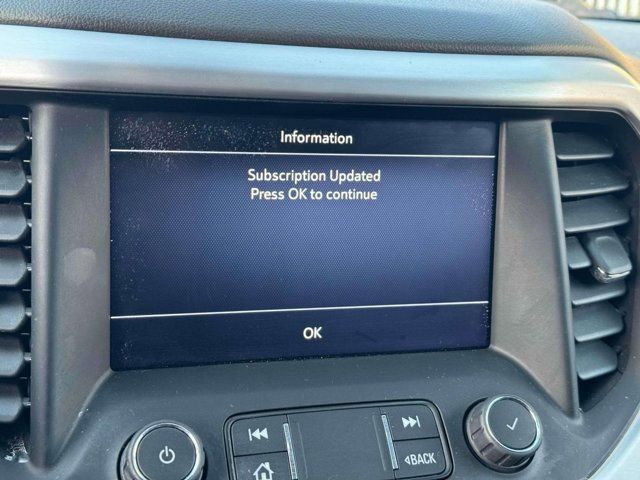 Information
Subscription Updated
Press OK to continue
OK
BACK